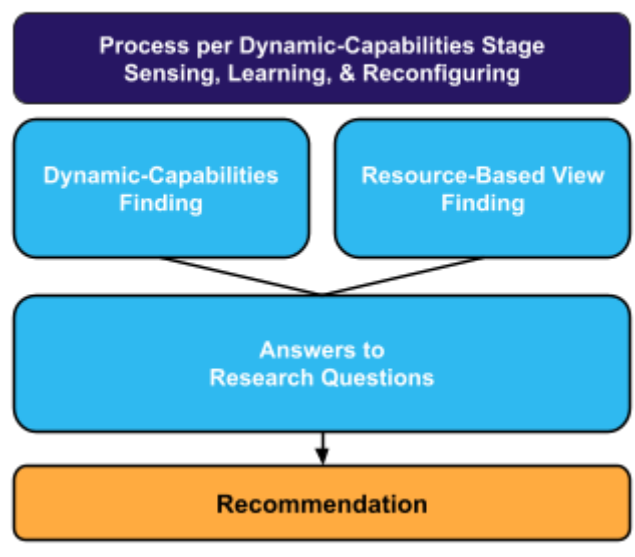 Process per Dynamic-Capabilities Stage
Sensing, Learning, & Reconfiguring
Dynamic-Capabilities
Finding
Resource-Based View
Finding
Answers to
Research Questions
Recommendation